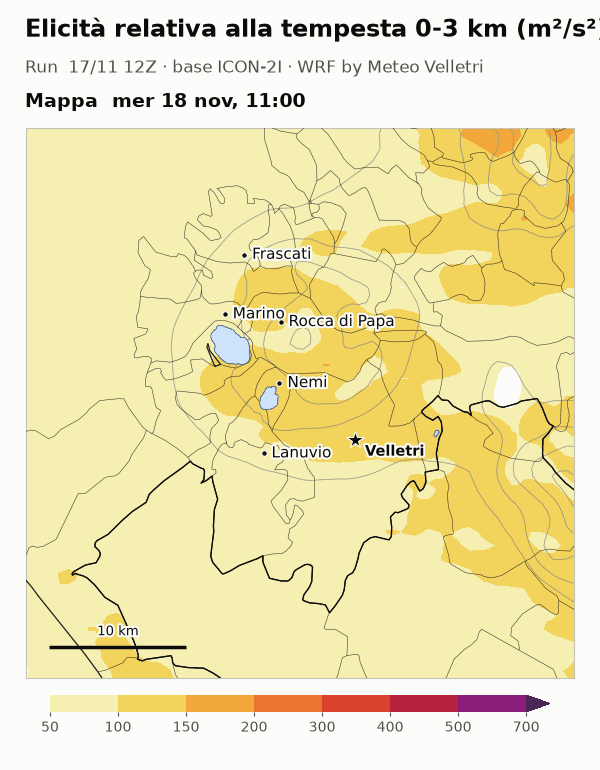 Elicità relativa alla tempesta 0-3 km (m²/s²)
Run  17/11 12Z · base ICON-2I · WRF by Meteo Velletri
Mappa  mer 18 nov, 11:00
Frascati
Marino
Rocca di Papa
Nemi
Lanuvio
Velletri
10 km
50 100 150 200 300 400 500 700